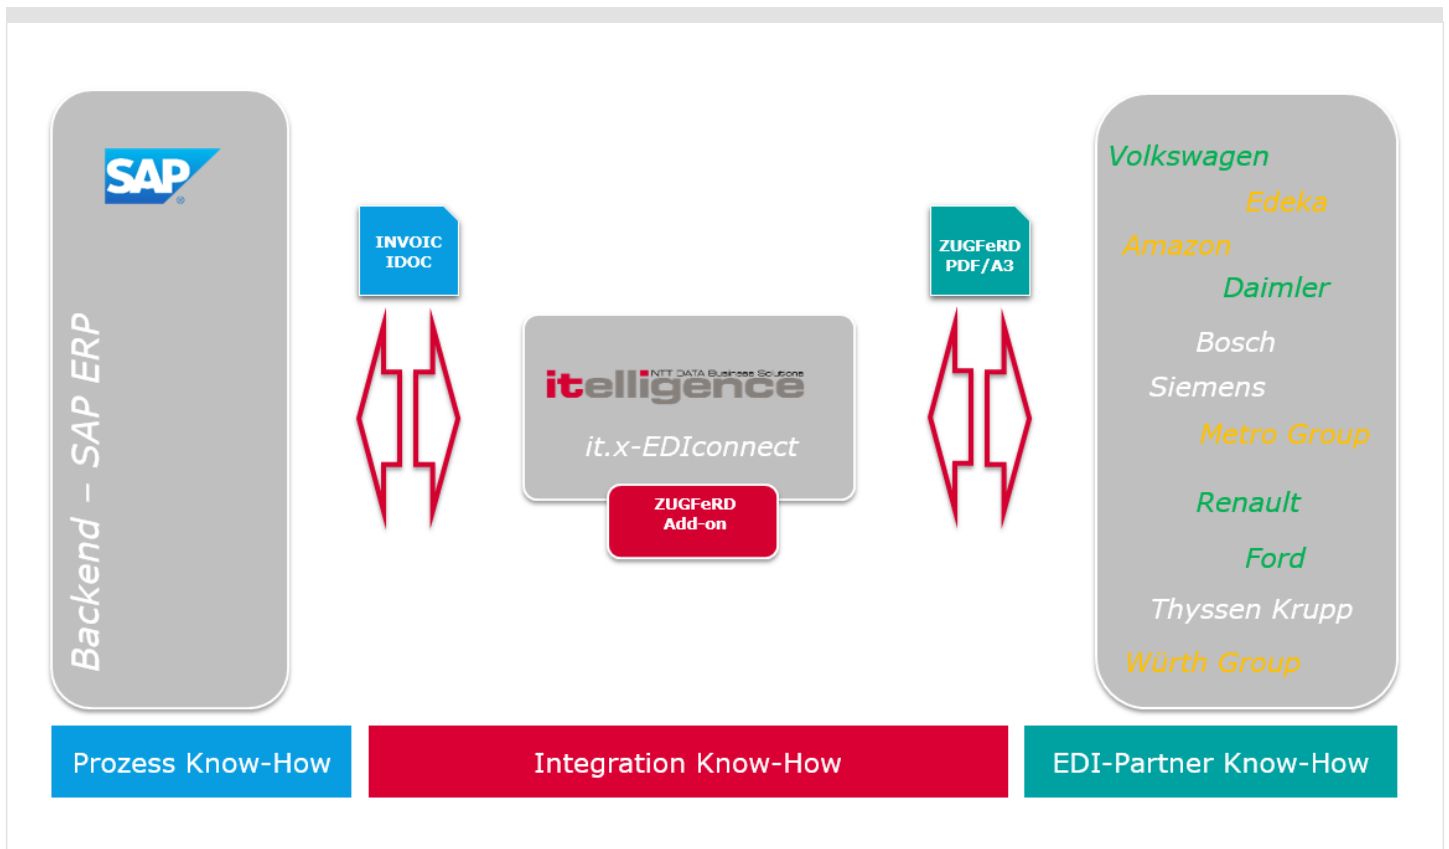 SAP
®
Backend – SAP ERP
INVOIC
IDOC
NTT DATA Business Solutions
itelligence
it.x-EDIconnect
ZUGFeRD
Add-on
ZUGFeRD
PDF/A3
Volkswagen
Edeka
Amazon
Daimler
Bosch
Siemens
Metro Group
Renault
Ford
Thyssen Krupp
Würth Group
Prozess Know-How
Integration Know-How
EDI-Partner Know-How